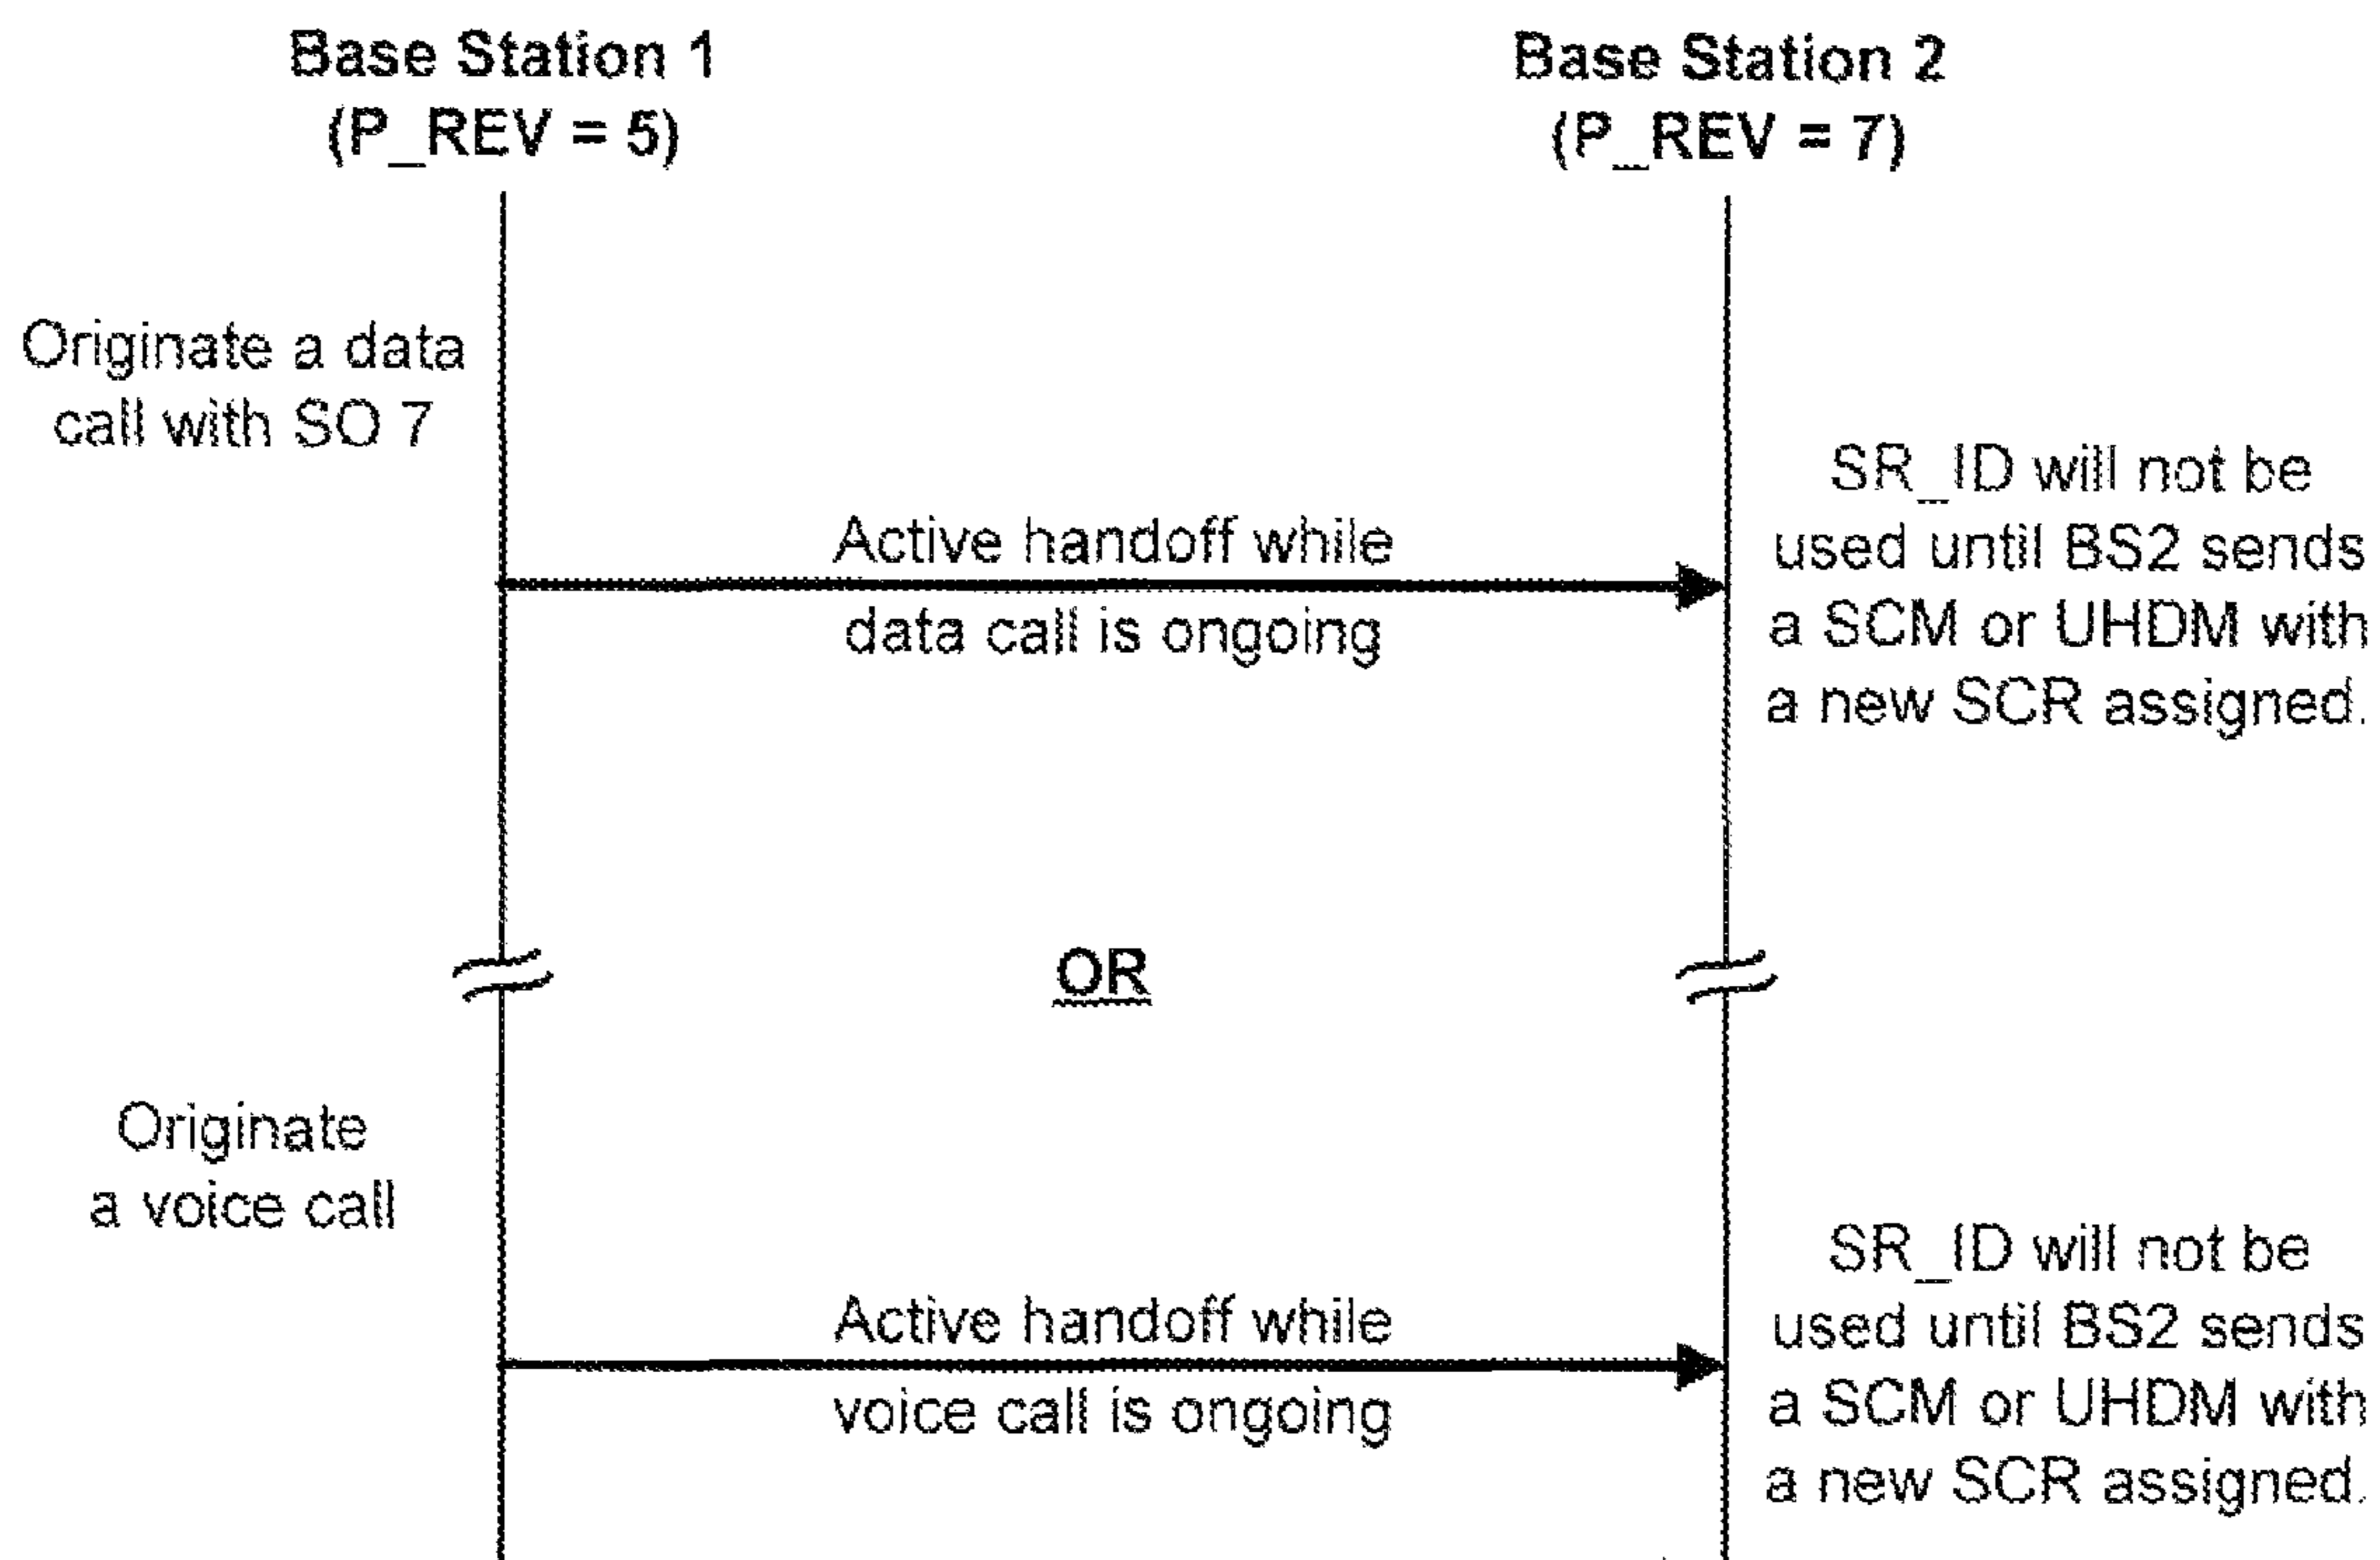 Base Station 1
(P_REV = 5)
Base Station 2
(P_REV = 7)
Originate a data
call with SO 7
Active handoff while
data call is ongoing
SR_ID will not be
used until BS2 sends
a SCM or UHDM with
a new SCR assigned.
OR
Originate
a voice call
Active handoff while
voice call is ongoing
SR_ID will not be
used until BS2 sends
a SCM or UHDM with
a new SCR assigned.